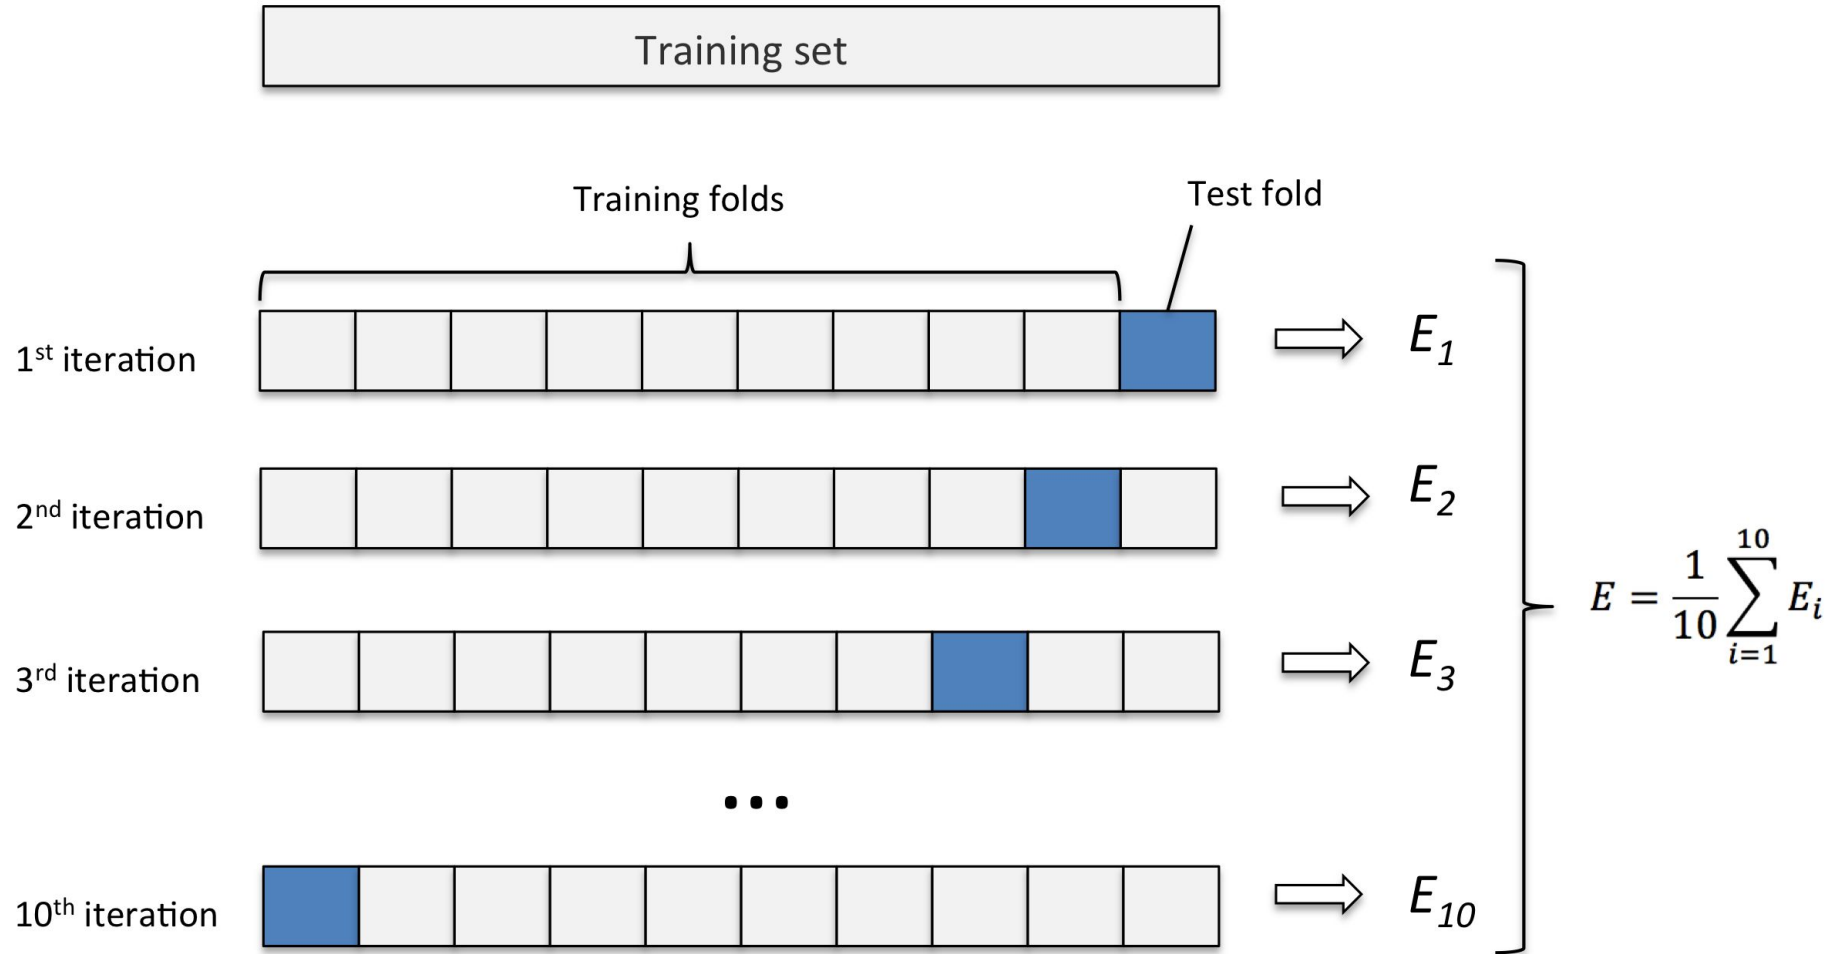 Training set
Training folds
Test fold
1st iteration
E1
2nd iteration
E2
3rd iteration
E3
...
10th iteration
E10
E = 1/10 ∑_{i=1}^{10} E_i